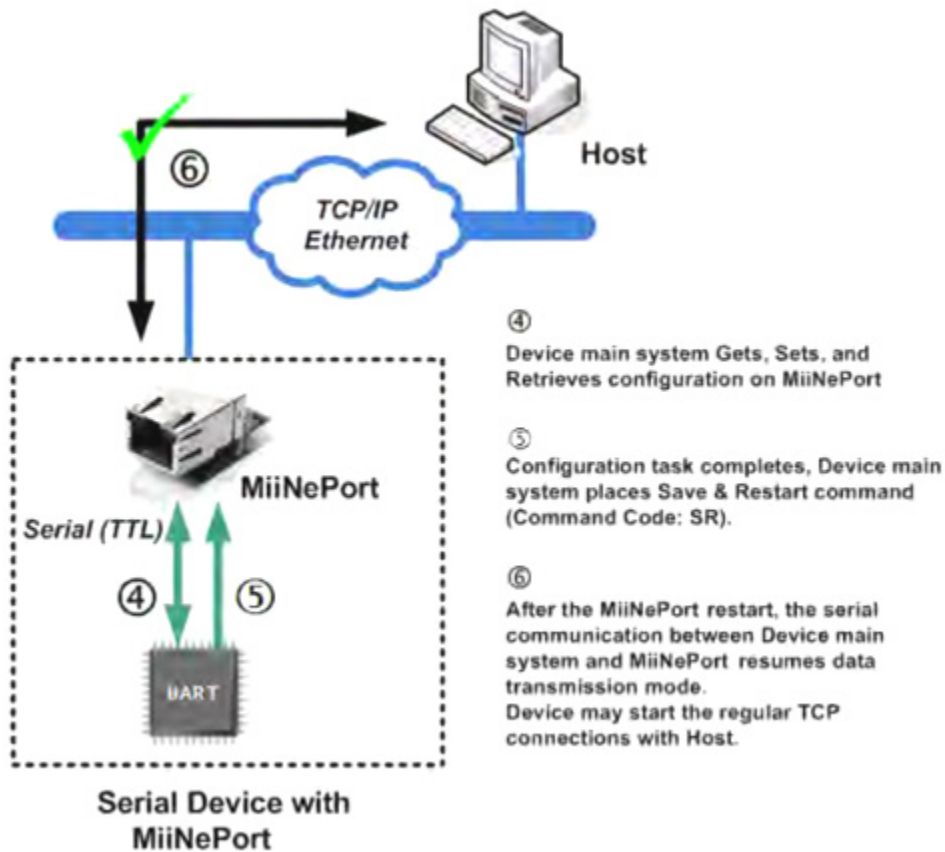 Host
⑥
TCP/IP
Ethernet
MiiNePort
Serial (TTL)
④
⑤
UART
Serial Device with
MiiNePort
④
Device main system Gets, Sets, and
Retrieves configuration on MiiNePort
⑤
Configuration task completes, Device main
system places Save & Restart command
(Command Code: SR).
⑥
After the MiiNePort restart, the serial
communication between Device main
system and MiiNePort resumes data
transmission mode.
Device may start the regular TCP
connections with Host.